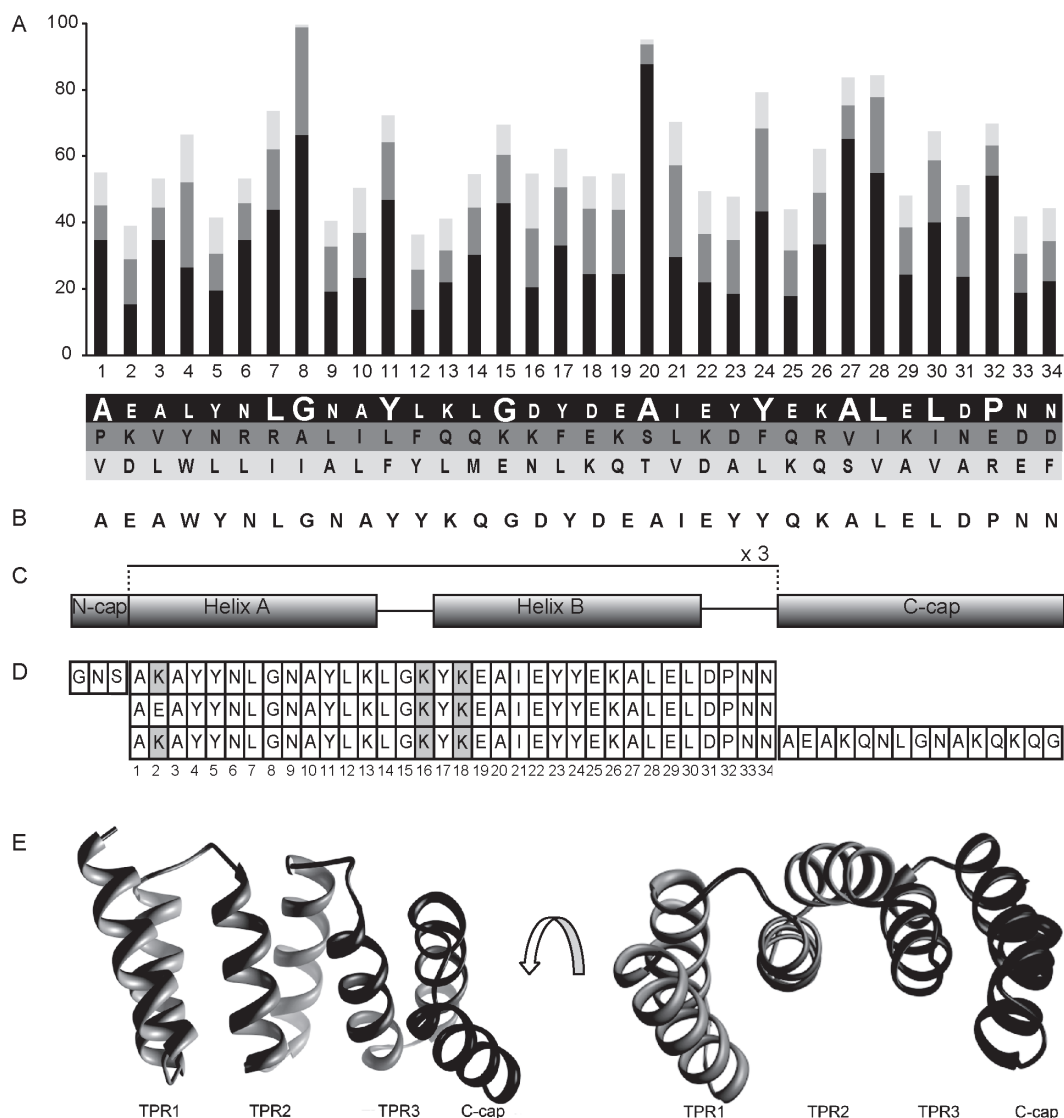 A
100
80
60
40
20
0
1 2 3 4 5 6 7 8 9 10 11 12 13 14 15 16 17 18 19 20 21 22 23 24 25 26 27 28 29 30 31 32 33 34
A E A L Y N L G N A Y L K L G D Y D E A I E Y Y E K A L E L D P N N
P K V Y N R R A L I L F Q Q K K F E K S L K D F Q R V I K I N E D D
V D L W L L I I A L F Y L M E N L K Q T V D A L K Q S V A V A R E F
B
A E A W Y N L G N A Y Y K Q G D Y D E A I E Y Y Q K A L E L D P N N
x 3
C
N-cap Helix A Helix B C-cap
D
G N S A K A Y Y N L G N A Y L K L G K Y K E A I E Y Y E K A L E L D P N N
A E A Y Y N L G N A Y L K L G K Y K E A I E Y Y E K A L E L D P N N
A K A Y Y N L G N A Y L K L G K Y K E A I E Y Y E K A L E L D P N N A E A K Q N L G N A K Q K Q G
1 2 3 4 5 6 7 8 9 10 11 12 13 14 15 16 17 18 19 20 21 22 23 24 25 26 27 28 29 30 31 32 33 34
E
TPR1 TPR2 TPR3 C-cap TPR1 TPR2 TPR3 C-cap